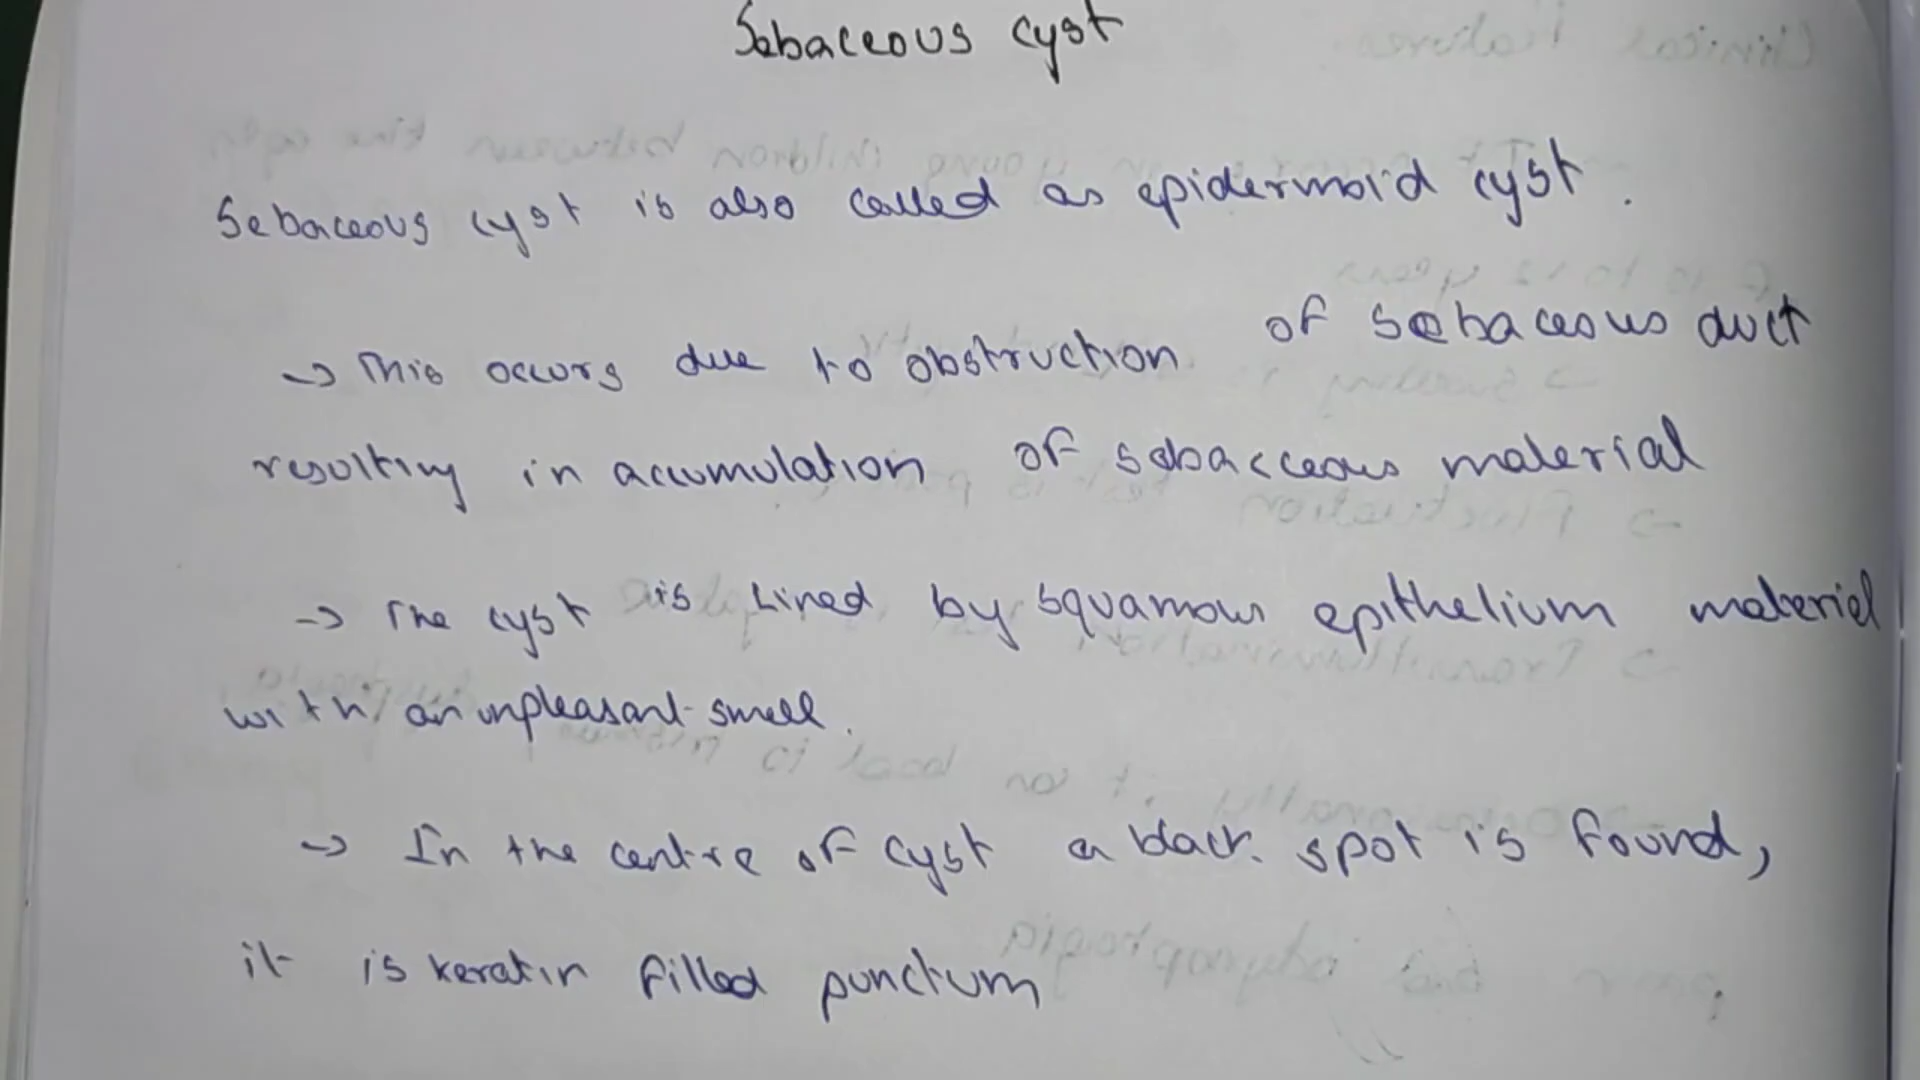 Sebaceous cyst
Sebaceous cyst is also called as epidermoid cyst.
→ This occurs due to obstruction of sebaceous duct
resulting in accumulation of sebacceous material
→ The cyst is Lined by squamous epithelium material
with an unpleasant smell.
→ In the centre of cyst a black spot is found,
it is keratin filled punctum